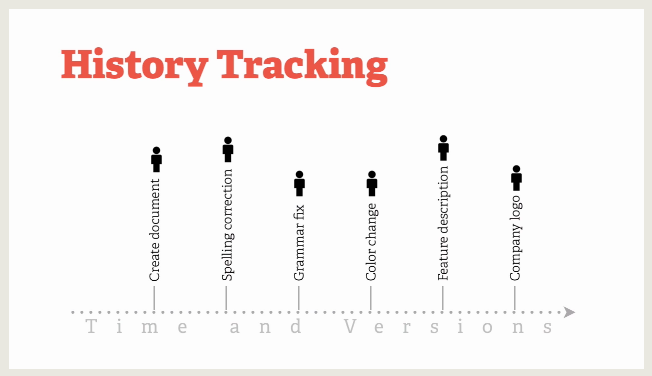 History Tracking
Create document
Spelling correction
Grammar fix
Color change
Feature description
Company logo
Time and Versions